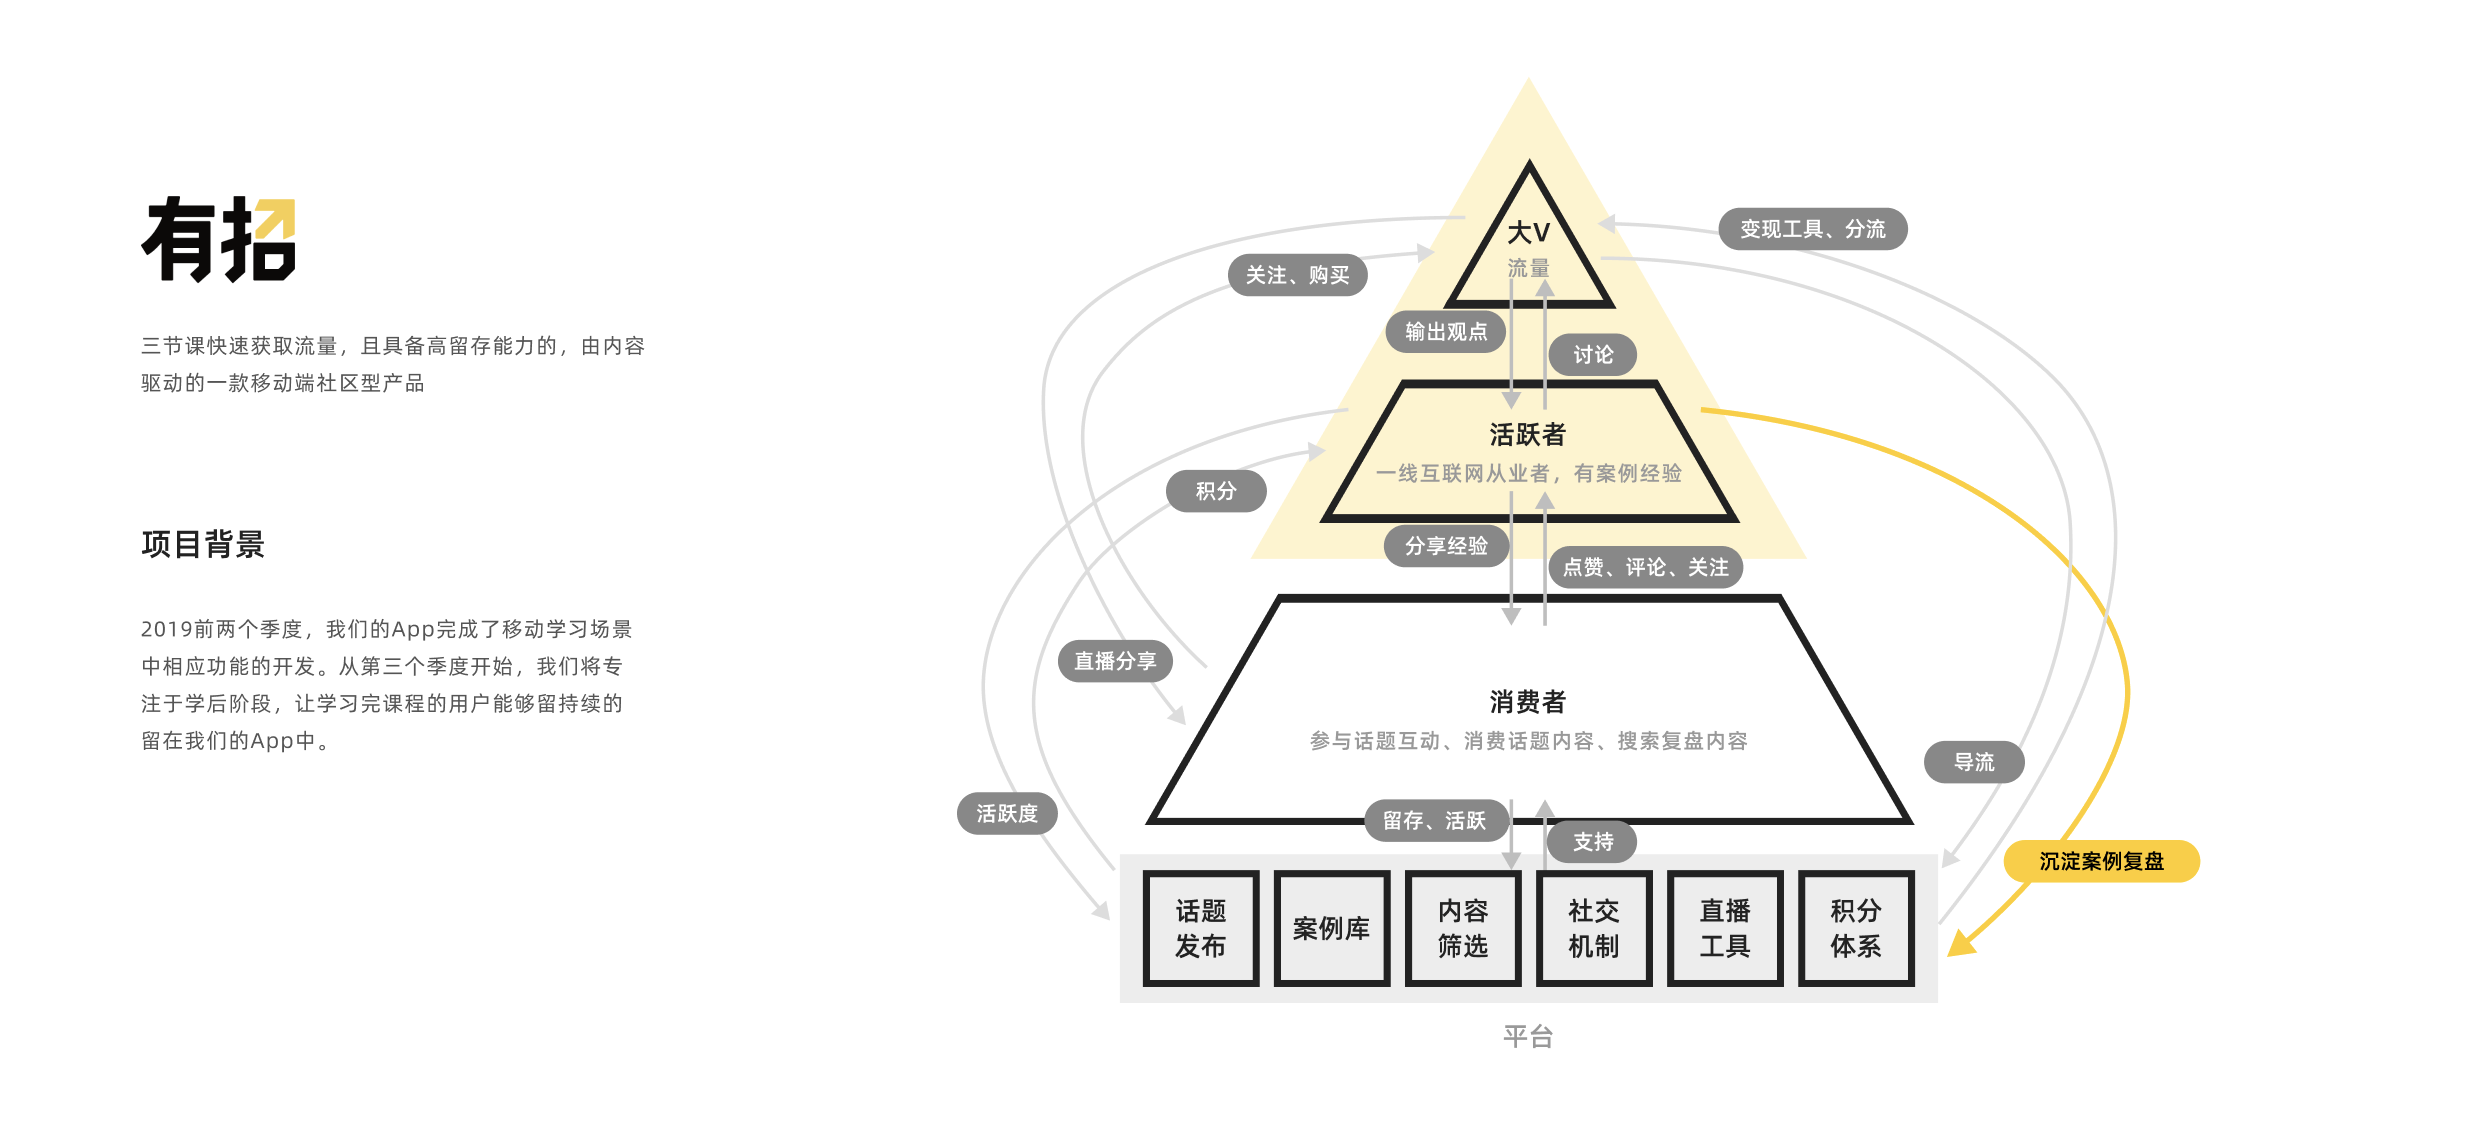 有招
三节课快速获取流量，且具备高留存能力的，由内容
驱动的一款移动端社区型产品
项目背景
2019前两个季度，我们的App完成了移动学习场景
中相应功能的开发。从第三个季度开始，我们将专
注于学后阶段，让学习完课程的用户能够留持续的
留在我们的App中。
大V
流量
变现工具、分流
关注、购买
输出观点
讨论
活跃者
一线互联网从业者，有案例经验
积分
分享经验
点赞、评论、关注
直播分享
消费者
参与话题互动、消费话题内容、搜索复盘内容
导流
活跃度
留存、活跃
支持
沉淀案例复盘
话题
发布
案例库
内容
筛选
社交
机制
直播
工具
积分
体系
平台